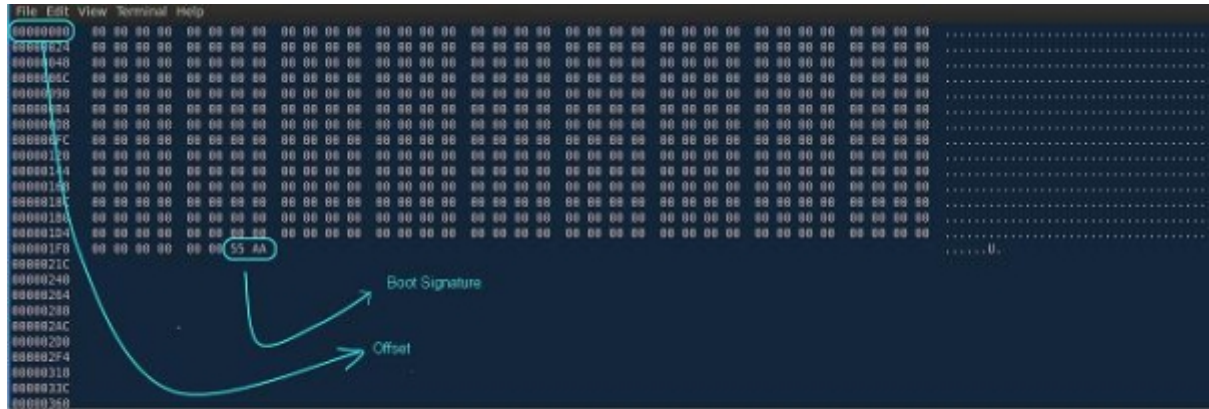 File Edit View Terminal Help
00000000 00 00 00 00 00 00 00 00 00 00 00 00 00 00 00 00 00 00 00 00 00 00 00 00 00 00 00 00 00 00 00 00 00 00 00 00 ....................................
00000024 00 00 00 00 00 00 00 00 00 00 00 00 00 00 00 00 00 00 00 00 00 00 00 00 00 00 00 00 00 00 00 00 00 00 00 00 ....................................
00000048 00 00 00 00 00 00 00 00 00 00 00 00 00 00 00 00 00 00 00 00 00 00 00 00 00 00 00 00 00 00 00 00 00 00 00 00 ....................................
0000006C 00 00 00 00 00 00 00 00 00 00 00 00 00 00 00 00 00 00 00 00 00 00 00 00 00 00 00 00 00 00 00 00 00 00 00 00 ....................................
00000090 00 00 00 00 00 00 00 00 00 00 00 00 00 00 00 00 00 00 00 00 00 00 00 00 00 00 00 00 00 00 00 00 00 00 00 00 ....................................
000000B4 00 00 00 00 00 00 00 00 00 00 00 00 00 00 00 00 00 00 00 00 00 00 00 00 00 00 00 00 00 00 00 00 00 00 00 00 ....................................
000000D8 00 00 00 00 00 00 00 00 00 00 00 00 00 00 00 00 00 00 00 00 00 00 00 00 00 00 00 00 00 00 00 00 00 00 00 00 ....................................
000000FC 00 00 00 00 00 00 00 00 00 00 00 00 00 00 00 00 00 00 00 00 00 00 00 00 00 00 00 00 00 00 00 00 00 00 00 00 ....................................
00000120 00 00 00 00 00 00 00 00 00 00 00 00 00 00 00 00 00 00 00 00 00 00 00 00 00 00 00 00 00 00 00 00 00 00 00 00 ....................................
00000144 00 00 00 00 00 00 00 00 00 00 00 00 00 00 00 00 00 00 00 00 00 00 00 00 00 00 00 00 00 00 00 00 00 00 00 00 ....................................
00000168 00 00 00 00 00 00 00 00 00 00 00 00 00 00 00 00 00 00 00 00 00 00 00 00 00 00 00 00 00 00 00 00 00 00 00 00 ....................................
0000018C 00 00 00 00 00 00 00 00 00 00 00 00 00 00 00 00 00 00 00 00 00 00 00 00 00 00 00 00 00 00 00 00 00 00 00 00 ....................................
000001B0 00 00 00 00 00 00 00 00 00 00 00 00 00 00 00 00 00 00 00 00 00 00 00 00 00 00 00 00 00 00 00 00 00 00 00 00 ....................................
000001D4 00 00 00 00 00 00 00 00 00 00 00 00 00 00 00 00 00 00 00 00 00 00 00 00 00 00 00 00 00 00 00 00 00 00 00 00 ....................................
000001F8 00 00 00 00 00 00 55 AA ......U.
0000021C
00000240 Boot Signature
00000264
00000288
000002AC
000002D0 Offset
000002F4
00000318
0000033C
00000360